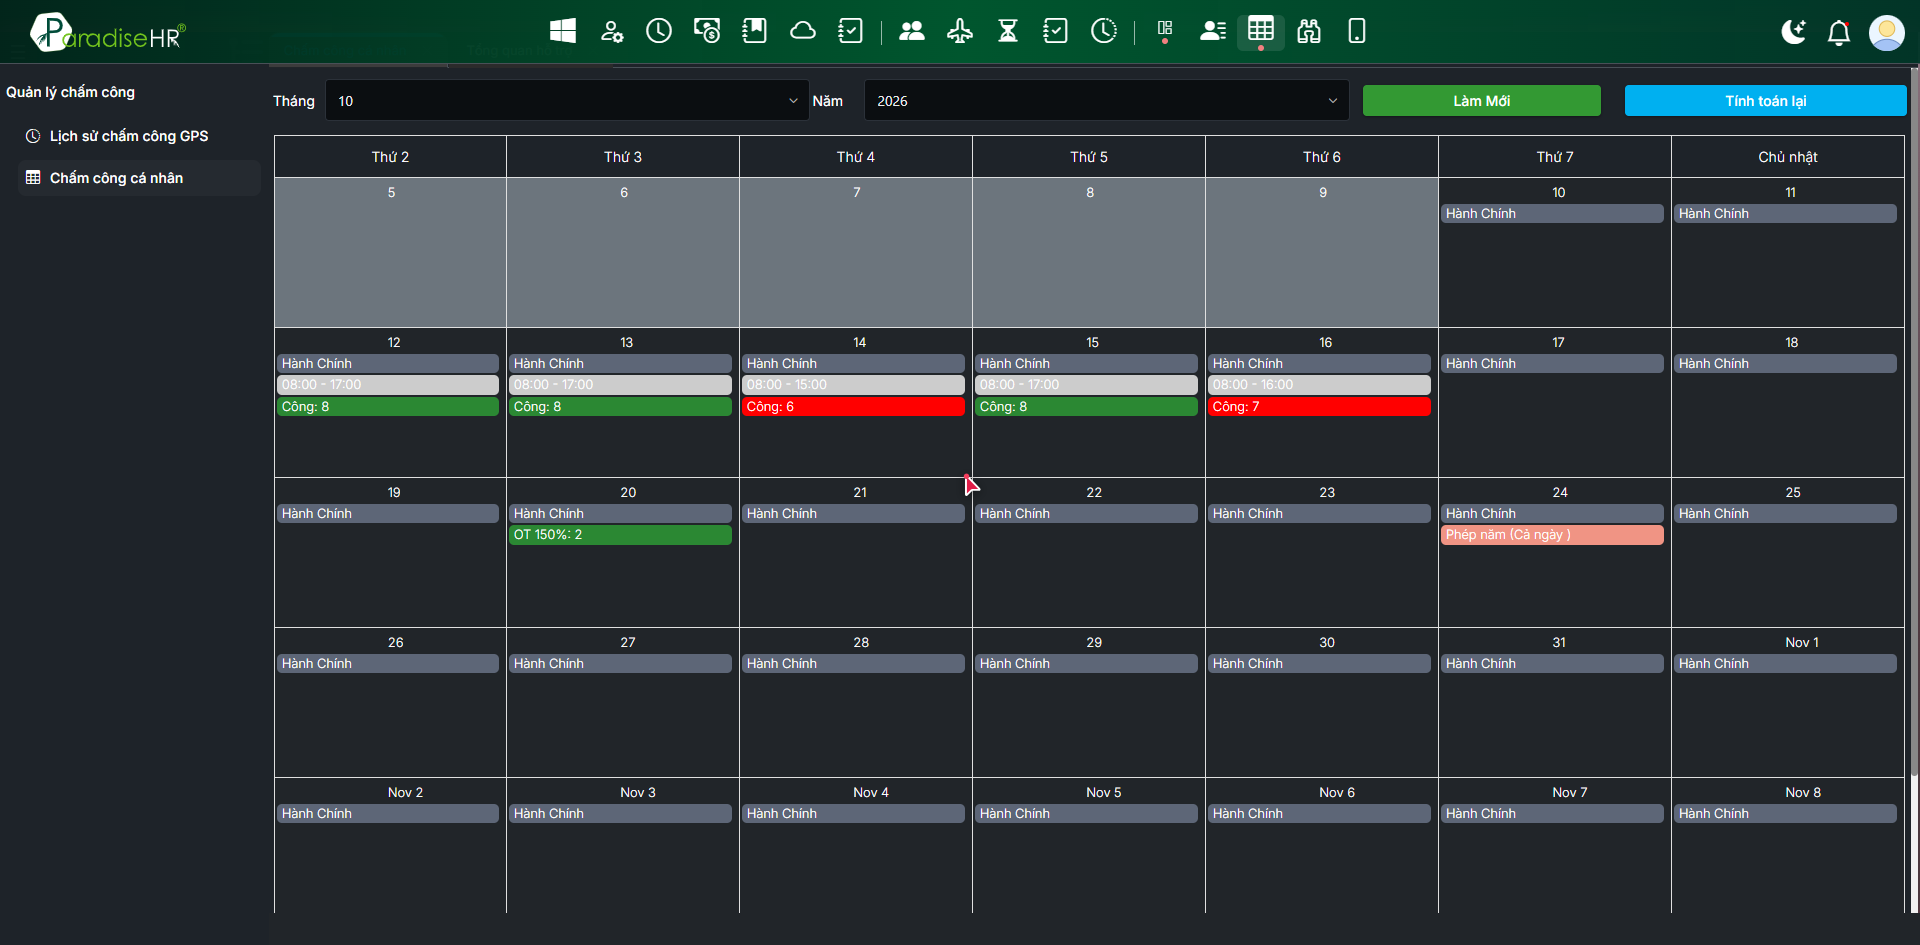 ParadiseHR®
Quản lý chấm công
Lịch sử chấm công GPS
Chấm công cá nhân
Tháng 10 Năm 2026 Làm Mới Tính toán lại
Thứ 2 Thứ 3 Thứ 4 Thứ 5 Thứ 6 Thứ 7 Chủ nhật
5 6 7 8 9 10 11
Hành Chính Hành Chính
12 13 14 15 16 17 18
Hành Chính Hành Chính Hành Chính Hành Chính Hành Chính Hành Chính Hành Chính
08:00 - 17:00 08:00 - 17:00 08:00 - 15:00 08:00 - 17:00 08:00 - 16:00
Công: 8 Công: 8 Công: 6 Công: 8 Công: 7
19 20 21 22 23 24 25
Hành Chính Hành Chính Hành Chính Hành Chính Hành Chính Hành Chính Hành Chính
OT 150%: 2 Phép năm (Cả ngày )
26 27 28 29 30 31 Nov 1
Hành Chính Hành Chính Hành Chính Hành Chính Hành Chính Hành Chính Hành Chính
Nov 2 Nov 3 Nov 4 Nov 5 Nov 6 Nov 7 Nov 8
Hành Chính Hành Chính Hành Chính Hành Chính Hành Chính Hành Chính Hành Chính